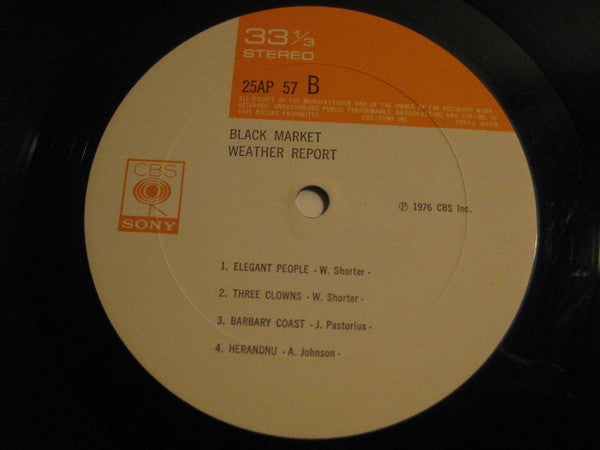 33 1/3
STEREO
25AP 57 B
ALL RIGHTS OF THE MANUFACTURER AND OF THE OWNER OF THE RECORDED WORK
RESERVED. UNAUTHORIZED PUBLIC PERFORMANCE, BROADCASTING AND COPYING OF
THIS RECORD PROHIBITED CBS/SONY INC. TOKYO JAPAN
BLACK MARKET
WEATHER REPORT
CBS
SONY
℗ 1976 CBS Inc.
1. ELEGANT PEOPLE - W. Shorter -
2. THREE CLOWNS - W. Shorter -
3. BARBARY COAST - J. Pastorius -
4. HERANDNU - A. Johnson -